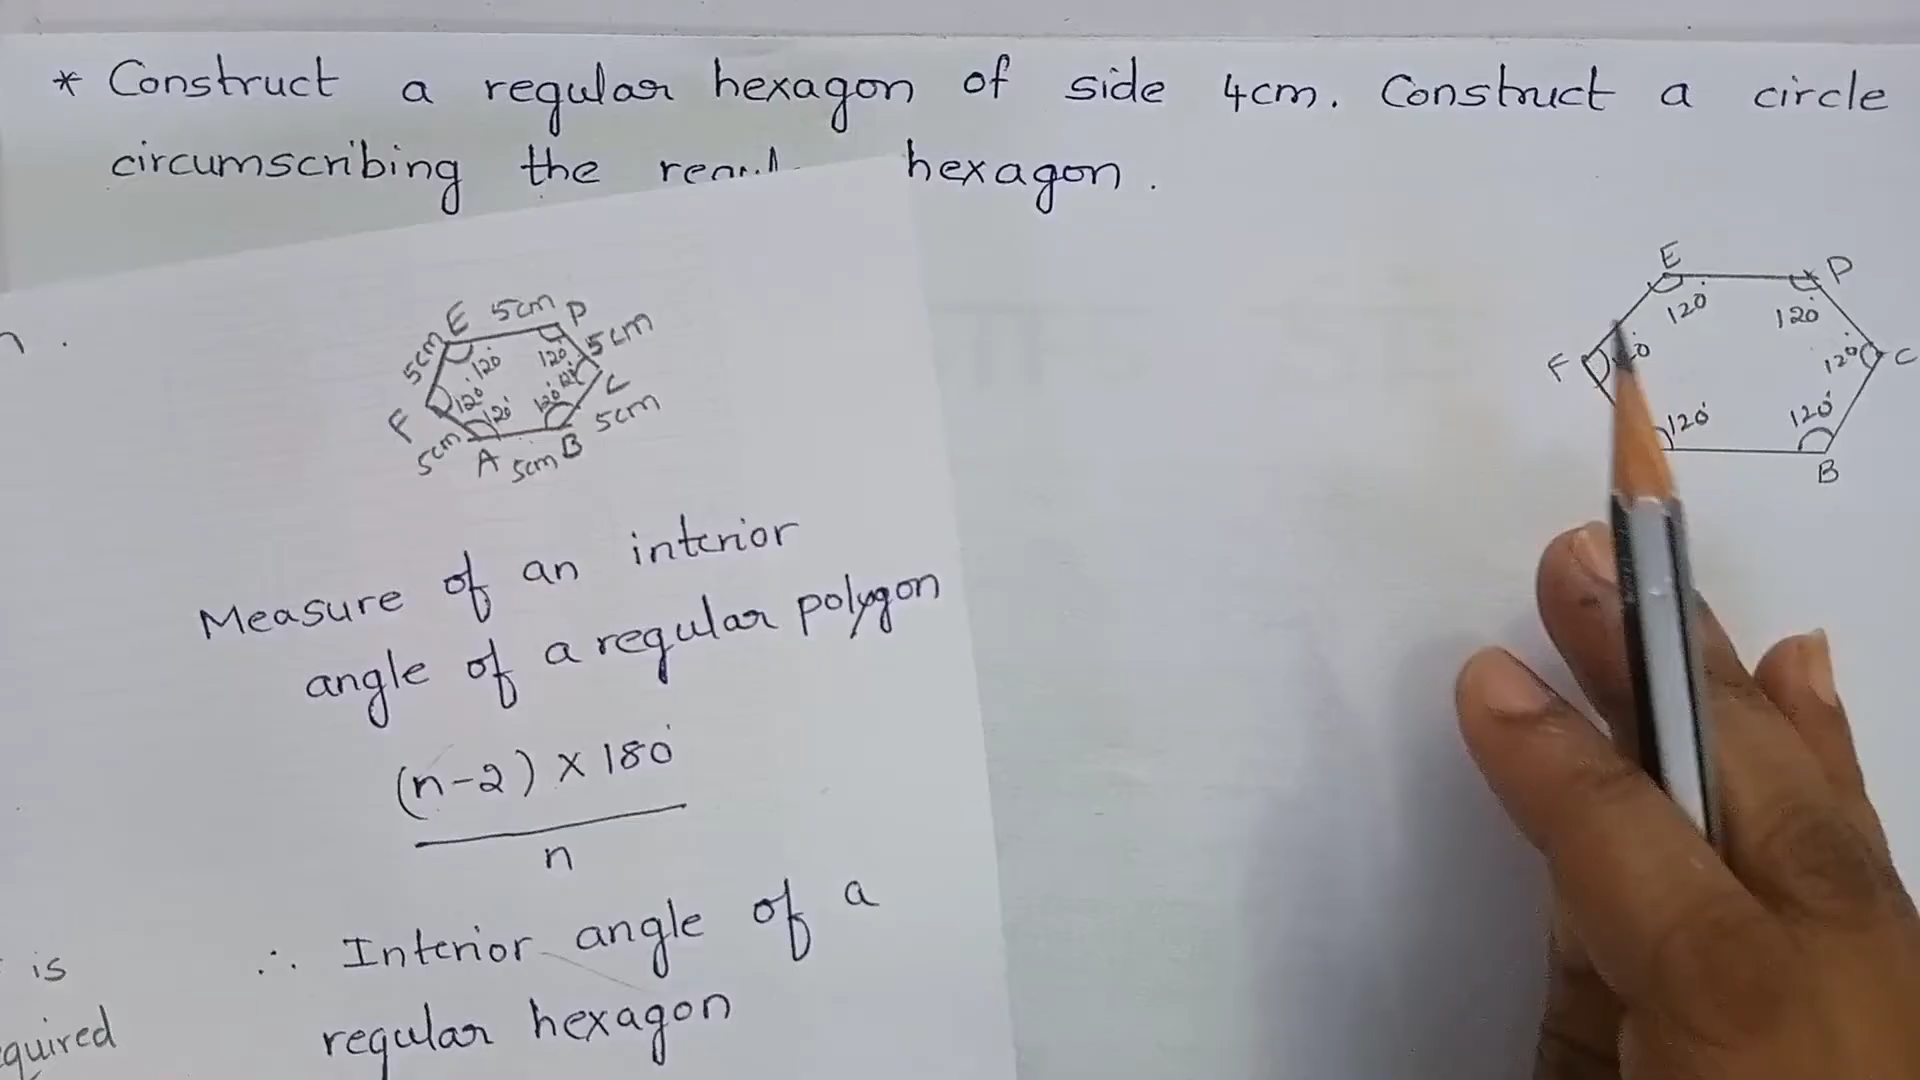 * Construct a regular hexagon of side 4cm. Construct a circle
circumscribing the hexagon.
n.
E 5cm P
5cm 120° 120° 5cm
F 120° 120° 120° 120° C
5cm A 5cm B 5cm
Measure of an interior
angle of a regular polygon
(n-2) × 180°
n
∴ Interior angle of a
regular hexagon
is
E P
120° 120°
F 120° C
120° 120°
B